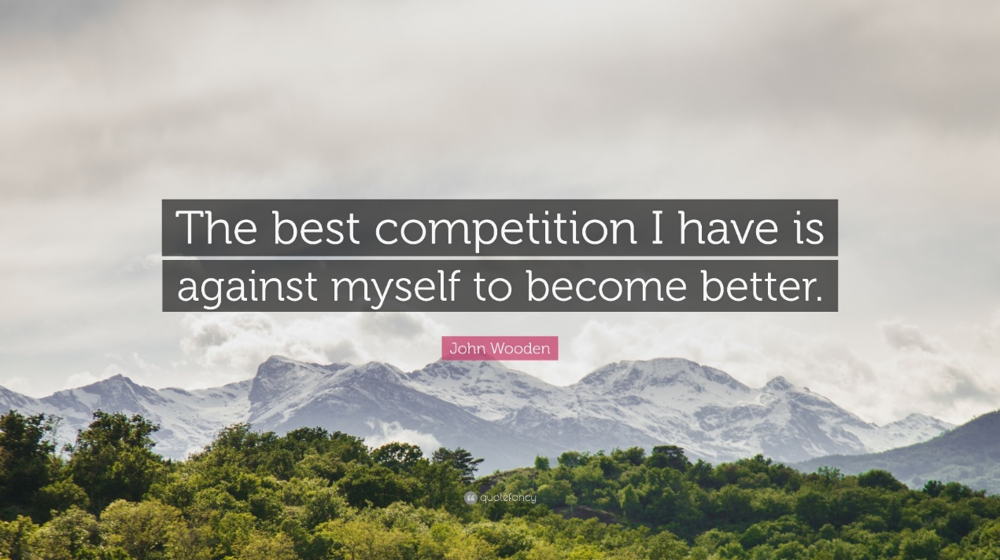 The best competition I have is
against myself to become better.
John Wooden
quotefancy